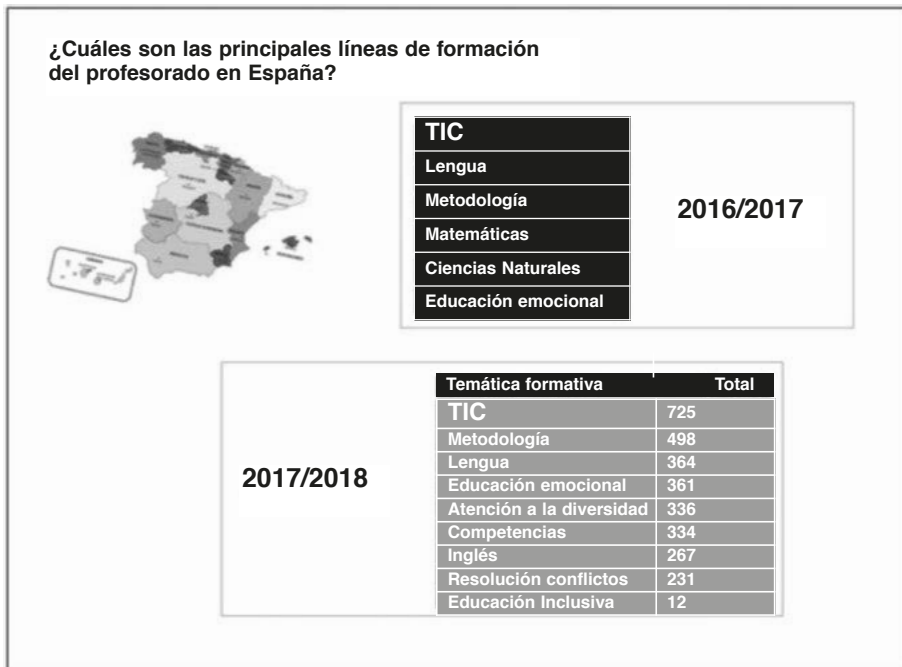 ¿Cuáles son las principales líneas de formación
del profesorado en España?
TIC
Lengua
Metodología
Matemáticas
Ciencias Naturales
Educación emocional
2016/2017
2017/2018
Temática formativa Total
TIC 725
Metodología 498
Lengua 364
Educación emocional 361
Atención a la diversidad 336
Competencias 334
Inglés 267
Resolución conflictos 231
Educación Inclusiva 12